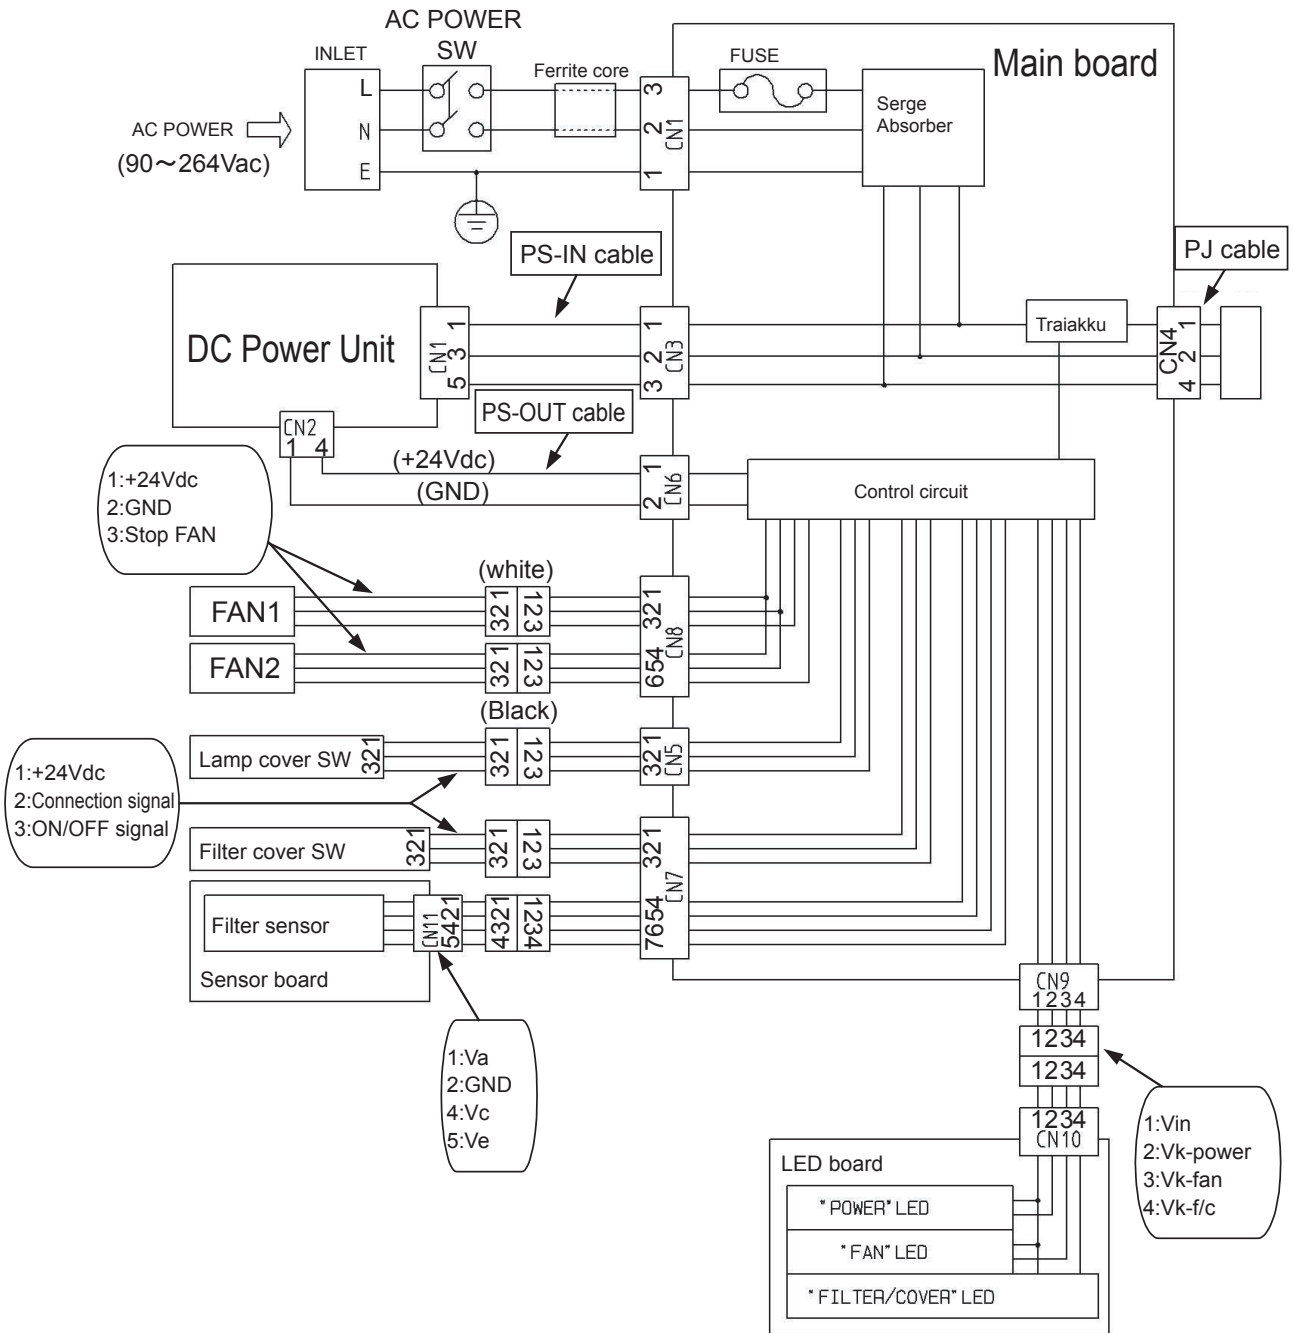 AC POWER
SW
INLET
Ferrite core
FUSE
Main board
L
N
E
AC POWER
(90～264Vac)
3
2
1
CN1
Serge
Absorber
PS-IN cable
PJ cable
DC Power Unit
CN1
1
3
5
1
2
3
CN3
Traiakku
CN4
1
2
4
PS-OUT cable
CN2
1 4
(+24Vdc)
(GND)
1
2
CN6
Control circuit
1:+24Vdc
2:GND
3:Stop FAN
(white)
FAN1
321
123
321
CN8
FAN2
321
123
654
(Black)
Lamp cover SW
321
321
123
321
CN5
1:+24Vdc
2:Connection signal
3:ON/OFF signal
Filter cover SW
321
321
123
321
CN7
Filter sensor
CN11
5421
4321
1234
7654
Sensor board
CN9
1234
1234
1234
1234
CN10
1:Va
2:GND
4:Vc
5:Ve
1:Vin
2:Vk-power
3:Vk-fan
4:Vk-f/c
LED board
"POWER"LED
"FAN"LED
"FILTER/COVER"LED